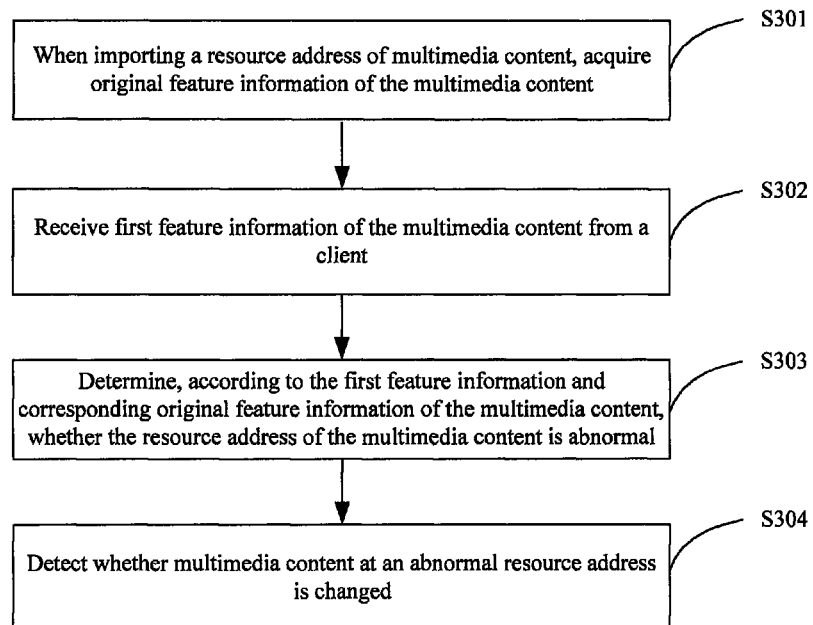 S301
When importing a resource address of multimedia content, acquire
original feature information of the multimedia content
S302
Receive first feature information of the multimedia content from a
client
S303
Determine, according to the first feature information and
corresponding original feature information of the multimedia content,
whether the resource address of the multimedia content is abnormal
S304
Detect whether multimedia content at an abnormal resource address
is changed